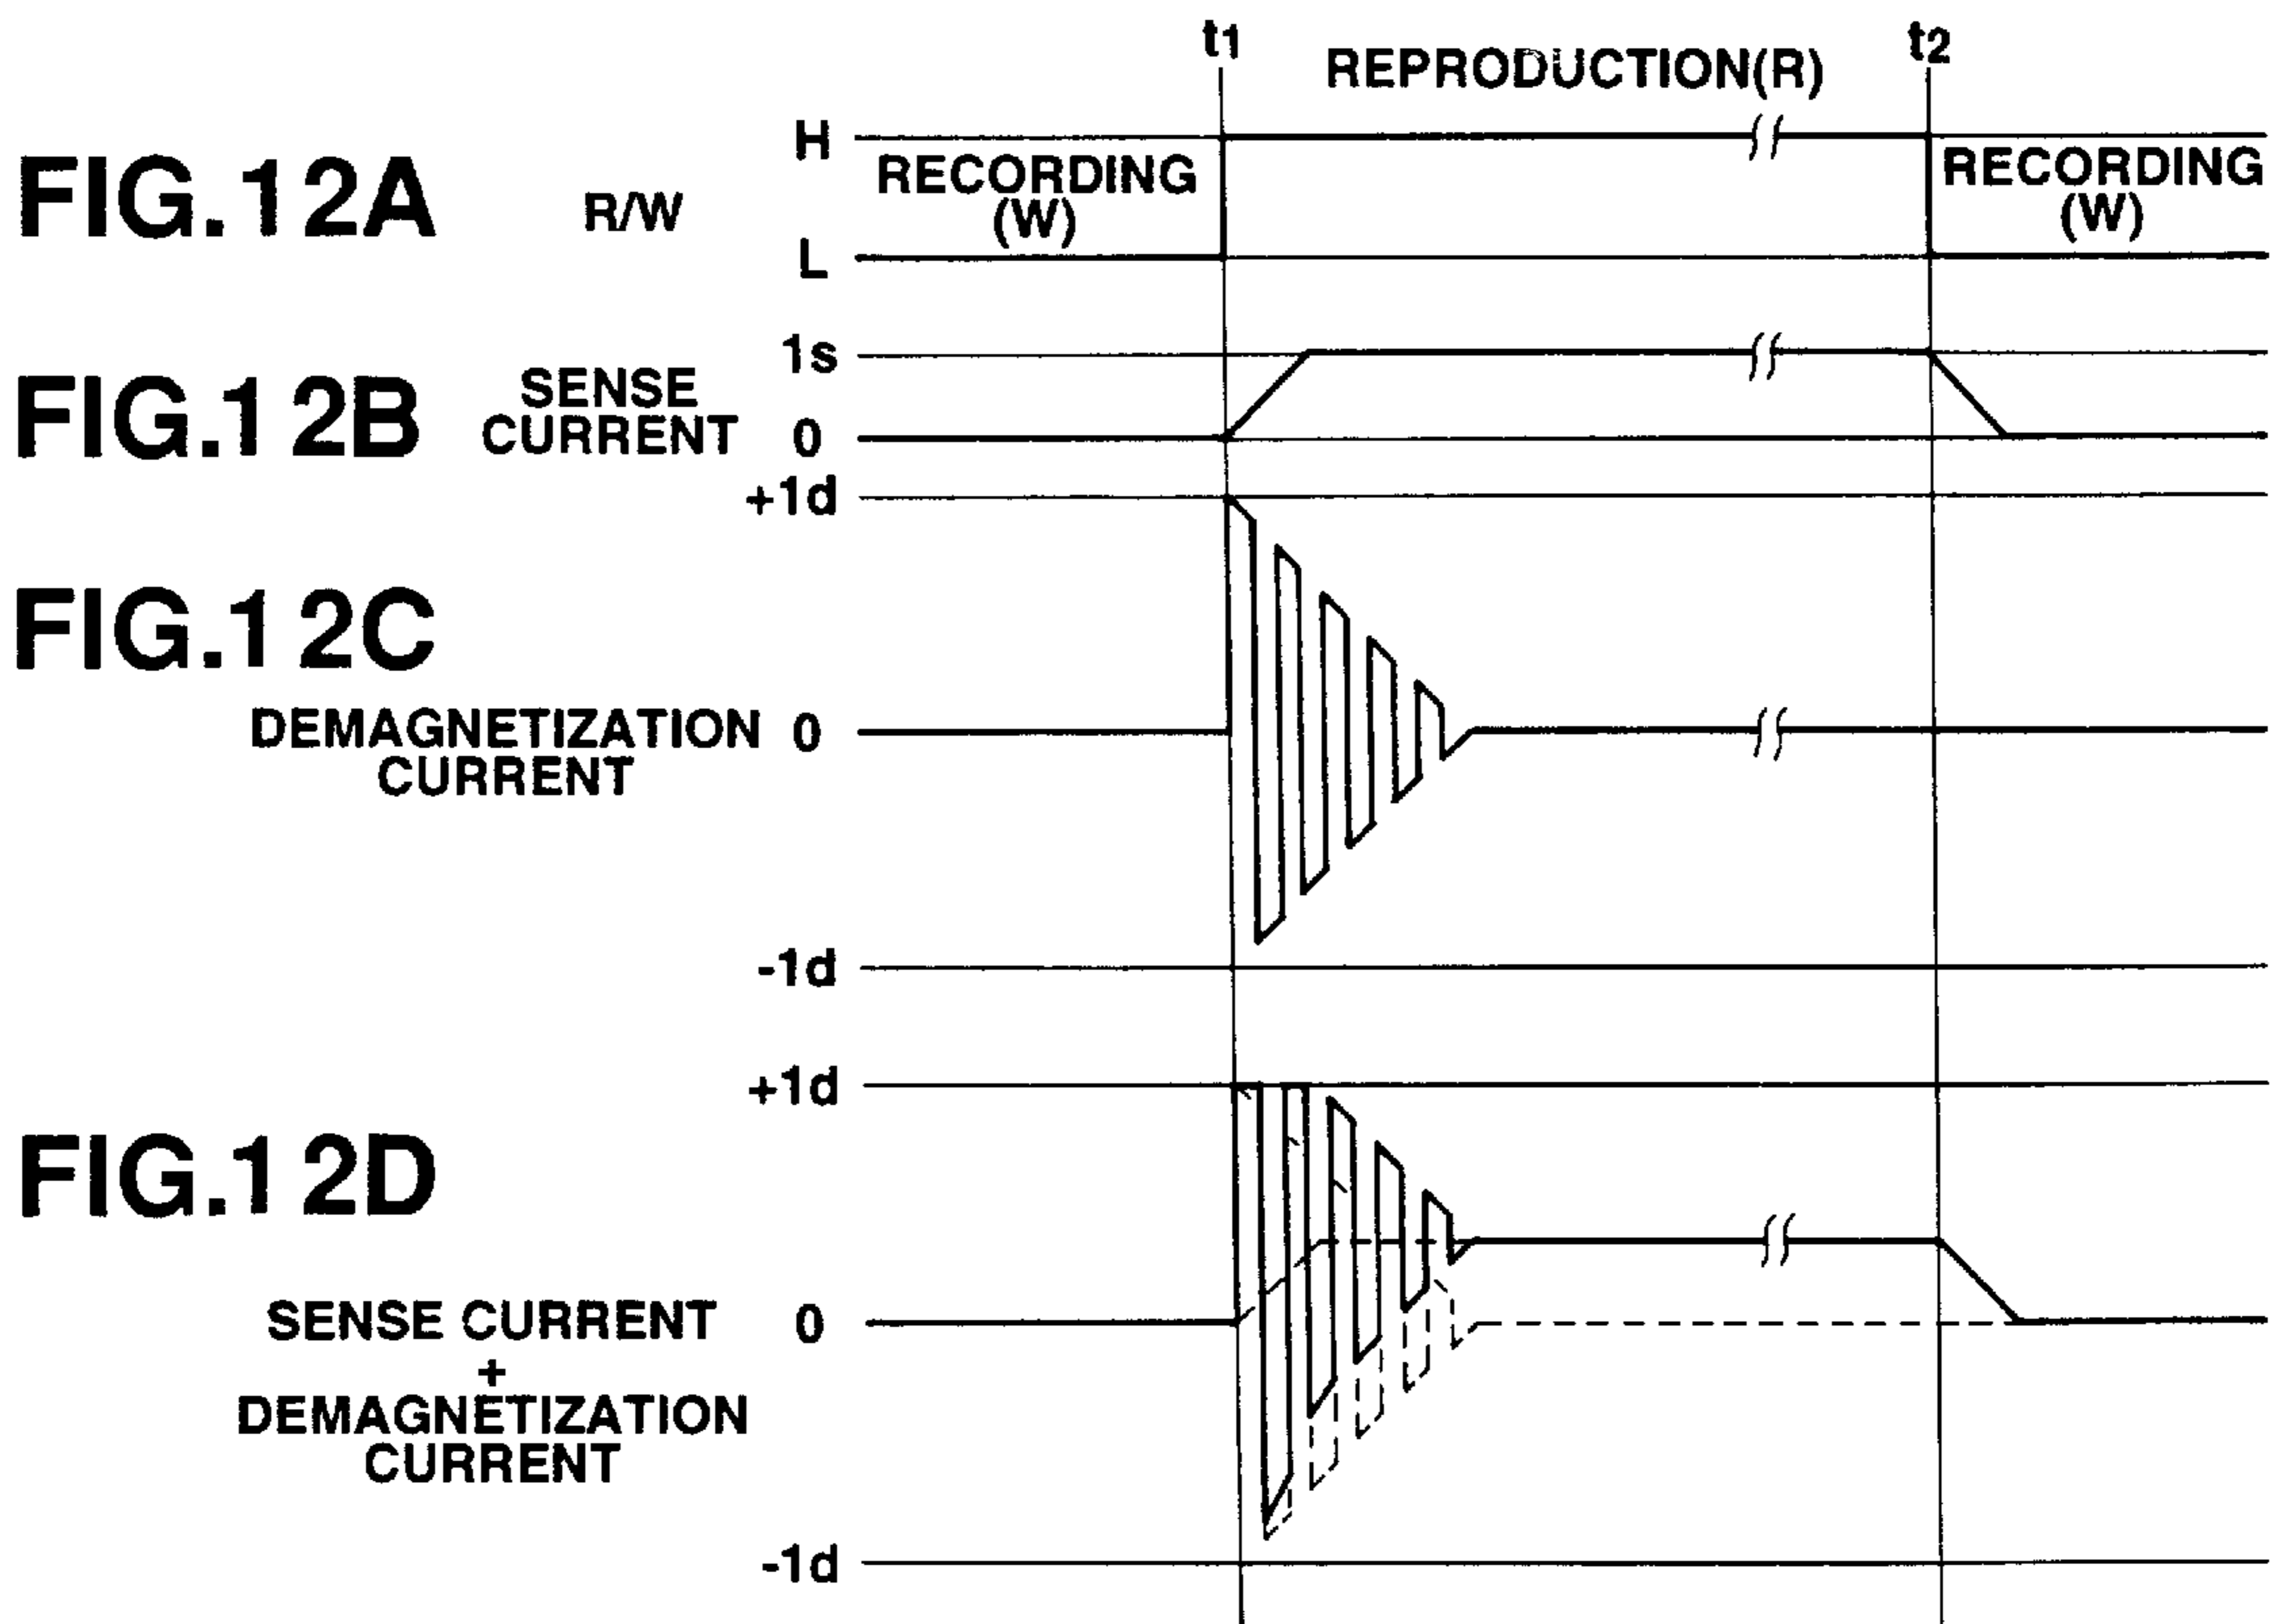 t1
REPRODUCTION(R)
t2
FIG.12A
R/W
H
L
RECORDING
(W)
RECORDING
(W)
FIG.12B
SENSE
CURRENT
1s
0
FIG.12C
DEMAGNETIZATION
CURRENT
+1d
0
-1d
FIG.12D
SENSE CURRENT
+
DEMAGNETIZATION
CURRENT
+1d
0
-1d